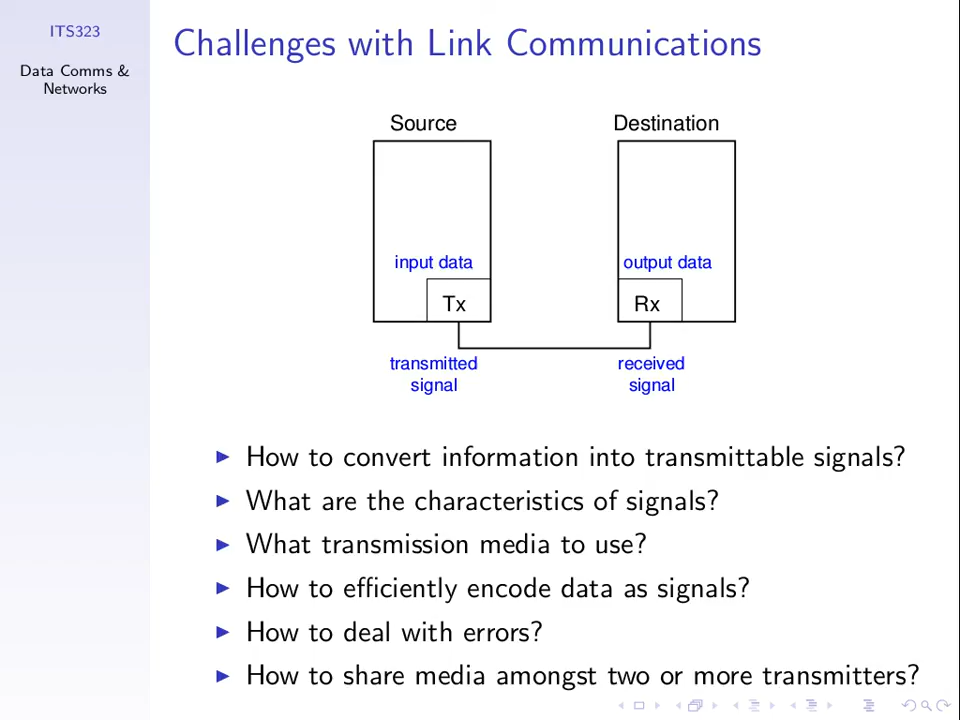 ITS323
Data Comms &
Networks
Challenges with Link Communications
Source
Destination
input data
output data
Tx
Rx
transmitted
signal
received
signal
How to convert information into transmittable signals?
What are the characteristics of signals?
What transmission media to use?
How to efficiently encode data as signals?
How to deal with errors?
How to share media amongst two or more transmitters?